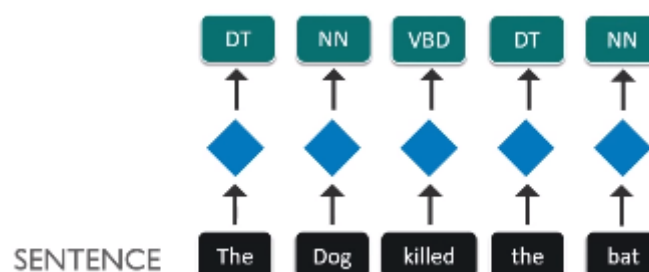 DT NN VBD DT NN
SENTENCE The Dog killed the bat